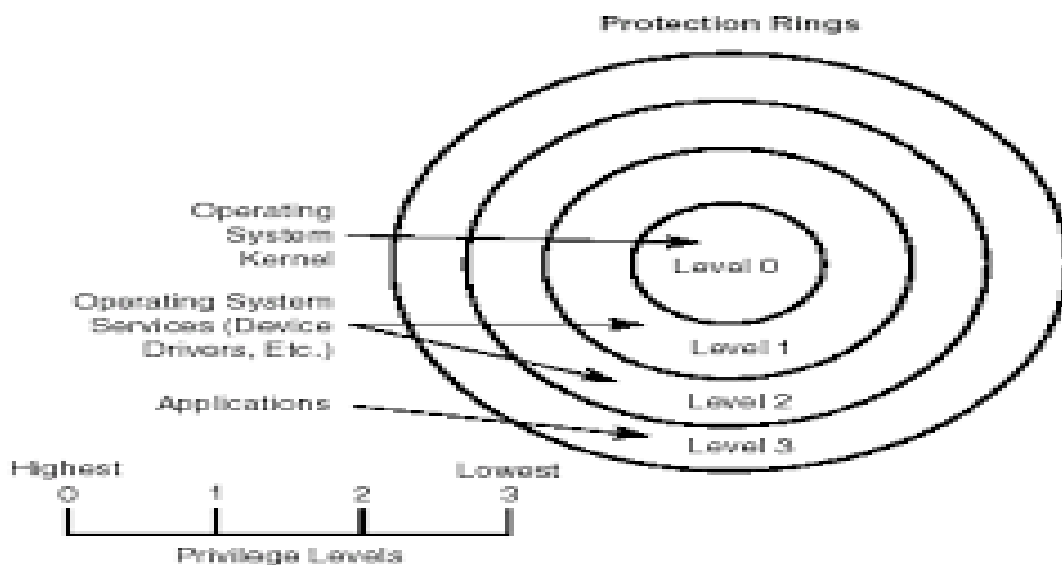 Protection Rings
Operating
System
Kernel
Level 0
Operating System
Services (Device
Drivers, Etc.)
Level 1
Level 2
Applications
Level 3
Highest
Lowest
0
1
2
3
Privilege Levels